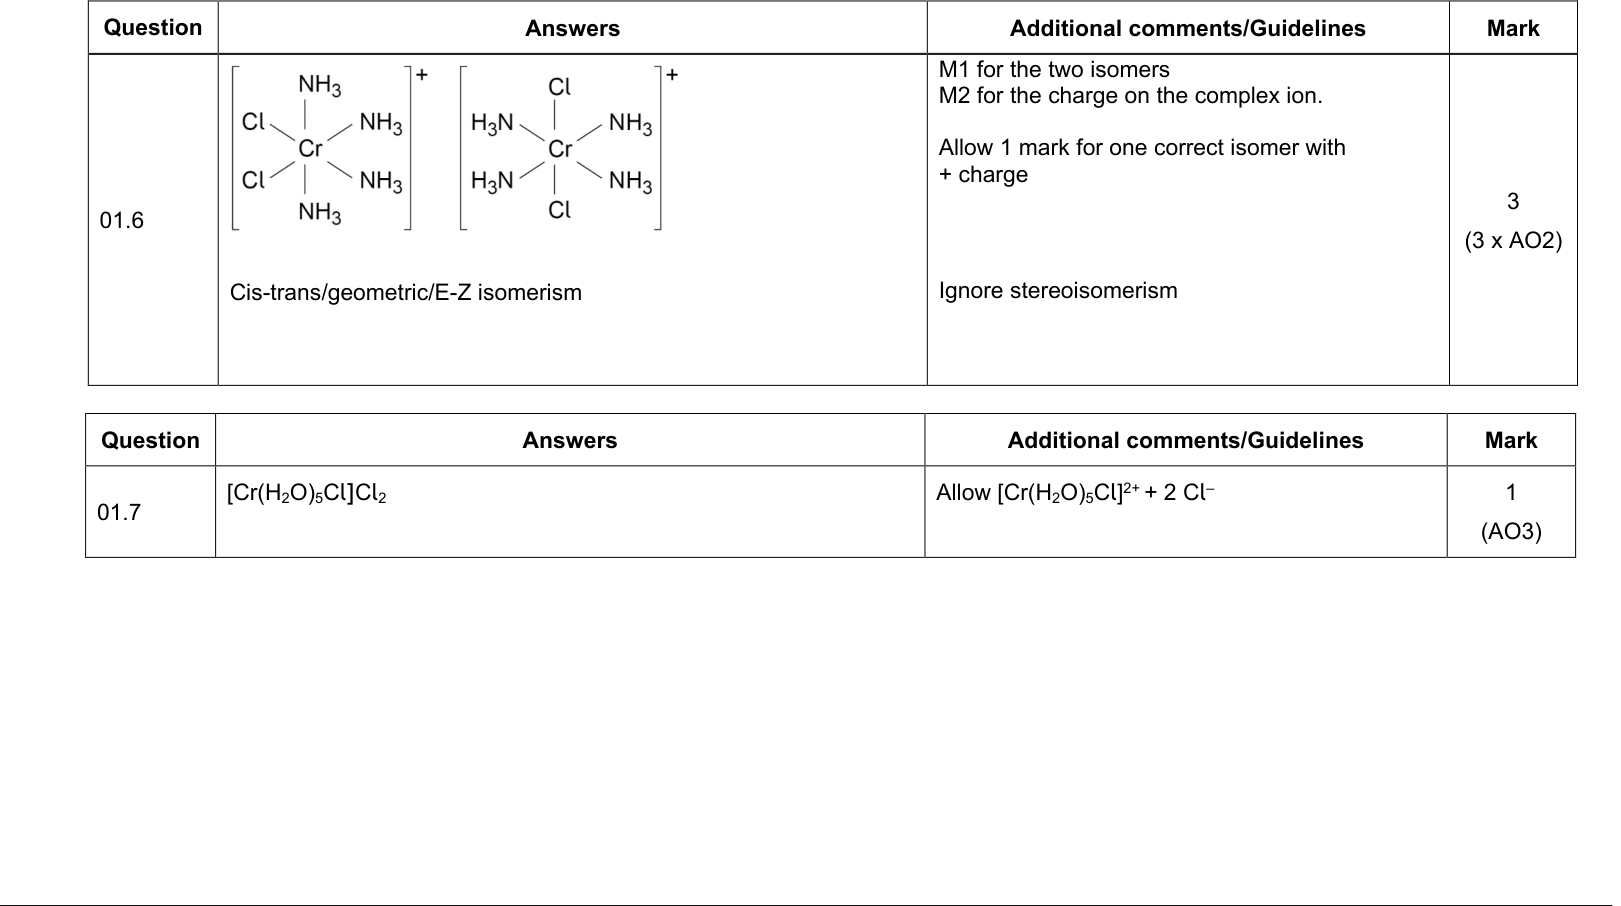 Question Answers Additional comments/Guidelines Mark
01.6
NH₃
Cl NH₃
Cr
Cl NH₃
NH₃
+
Cl
H₃N NH₃
Cr
H₃N NH₃
Cl
+
Cis-trans/geometric/E-Z isomerism
M1 for the two isomers
M2 for the charge on the complex ion.
Allow 1 mark for one correct isomer with
+ charge
Ignore stereoisomerism
3
(3 x AO2)
Question Answers Additional comments/Guidelines Mark
01.7
[Cr(H₂O)₅Cl]Cl₂
Allow [Cr(H₂O)₅Cl]²⁺ + 2 Cl⁻
1
(AO3)